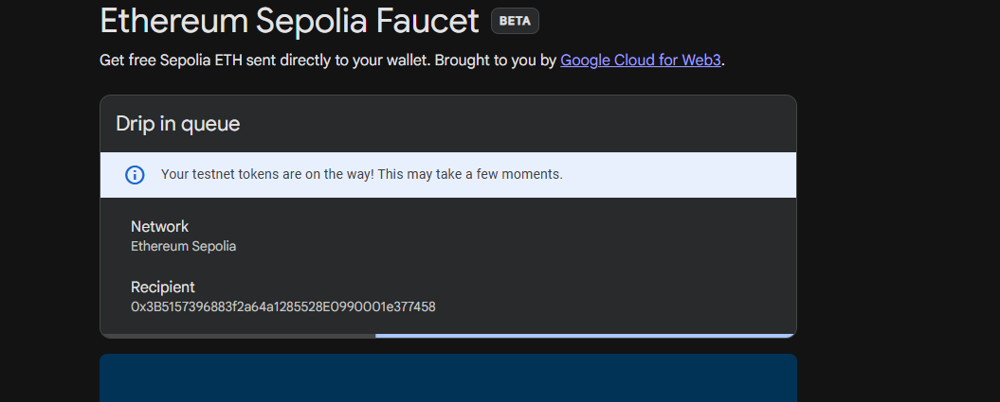 Ethereum Sepolia Faucet BETA
Get free Sepolia ETH sent directly to your wallet. Brought to you by Google Cloud for Web3.
Drip in queue
Your testnet tokens are on the way! This may take a few moments.
Network
Ethereum Sepolia
Recipient
0x3B5157396883f2a64a1285528E0990001e377458